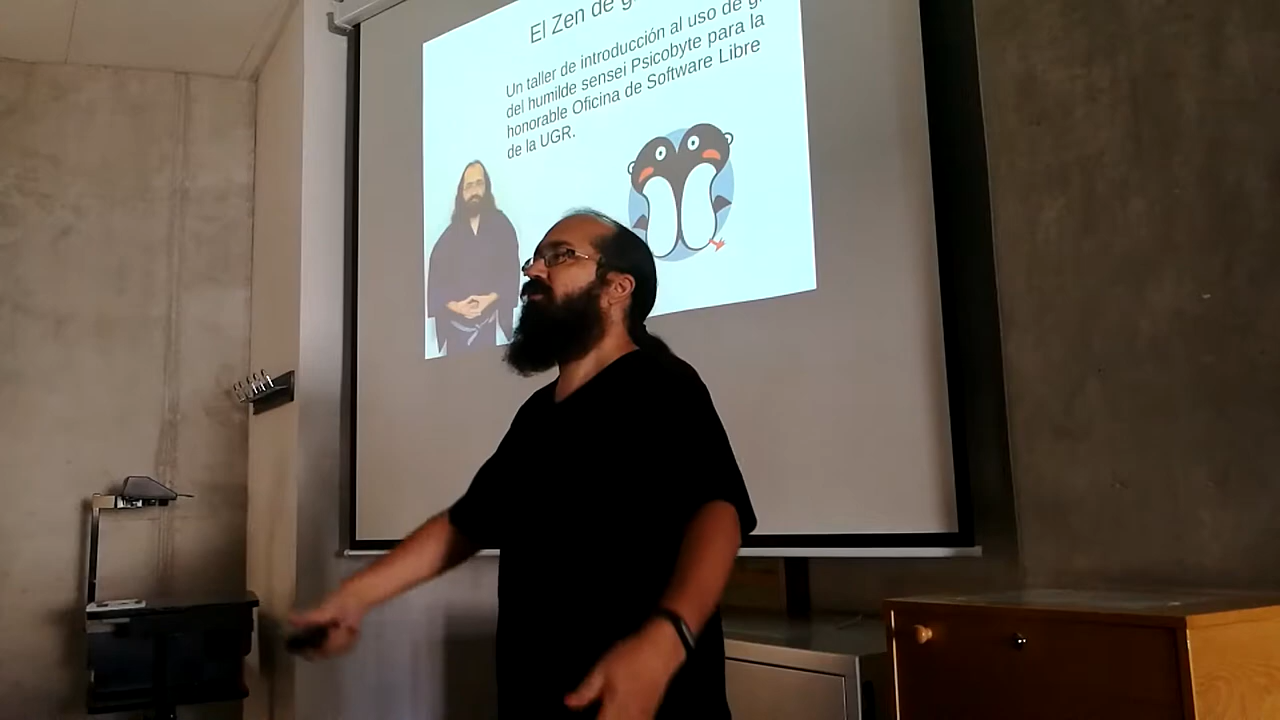 El Zen de
Un taller de introducción al uso de
del humilde sensei Psicobyte para la
honorable Oficina de Software Libre
de la UGR.